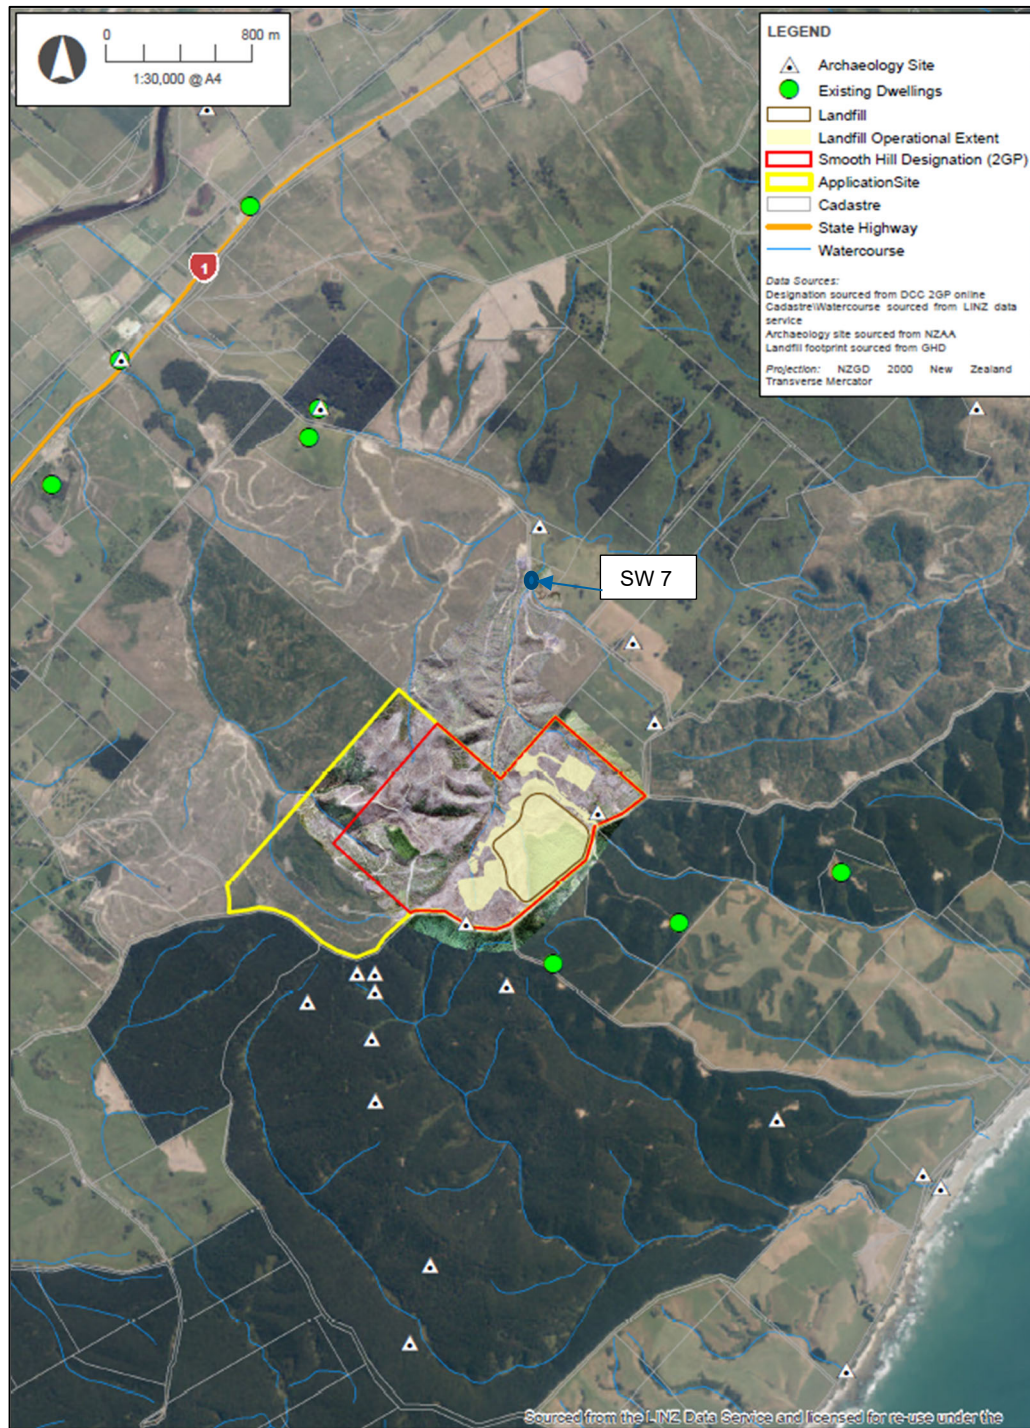 0 800 m
1:30,000 @ A4
LEGEND
Archaeology Site
Existing Dwellings
Landfill
Landfill Operational Extent
Smooth Hill Designation (2GP)
ApplicationSite
Cadastre
State Highway
Watercourse
Data Sources:
Designation sourced from DCC 2GP online
Cadastre\Watercourse sourced from LINZ data
service
Archaeology site sourced from NZAA
Landfill footprint sourced from GHD
Projection: NZGD 2000 New Zealand
Transverse Mercator
1
SW 7
Sourced from the LINZ Data Service and licensed for re-use under the